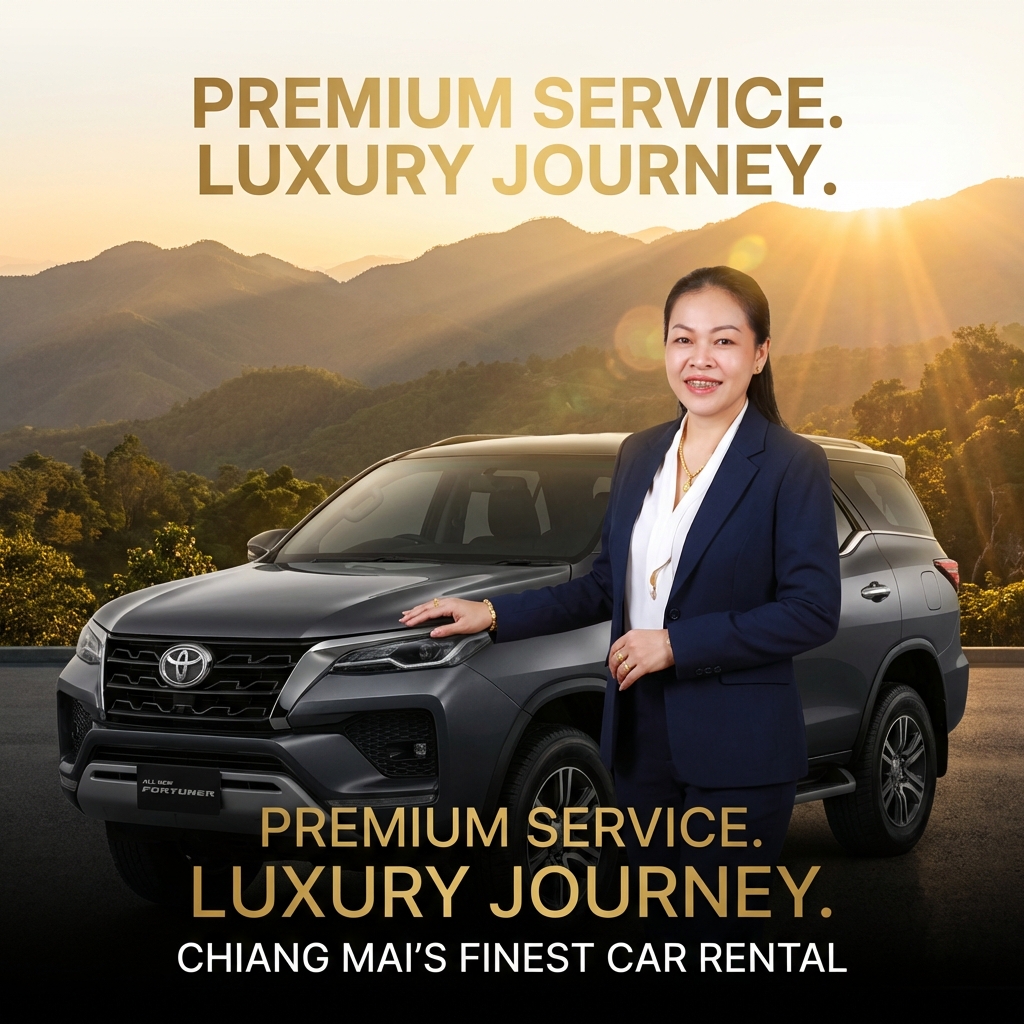 PREMIUM SERVICE.
LUXURY JOURNEY.
ALL NEW
FORTUNER
PREMIUM SERVICE.
LUXURY JOURNEY.
CHIANG MAI'S FINEST CAR RENTAL